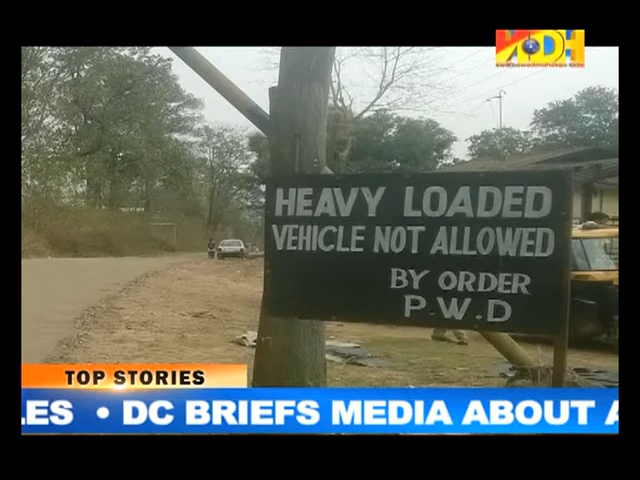 HEAVY LOADED
VEHICLE NOT ALLOWED
BY ORDER
P.W.D
TOP STORIES
LES • DC BRIEFS MEDIA ABOUT A